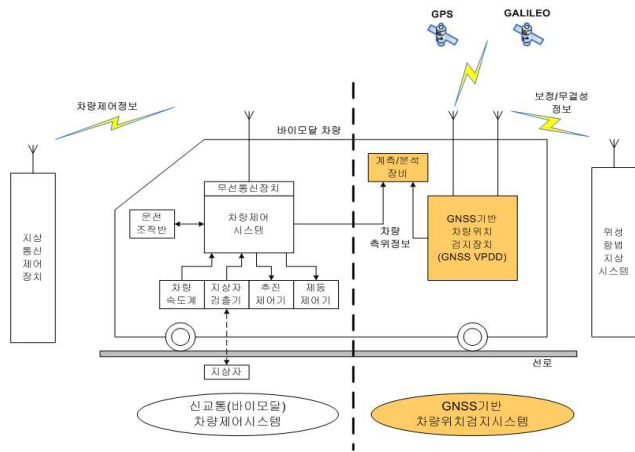 GPS
GALILEO
차량제어정보
보정/무결성
정보
바이모달 차량
계측/분석
장비
무선통신장치
차량제어
시스템
운전
조작반
차량
측위정보
GNSS기반
차량위치
검지장치
(GNSS VPDD)
지상
통신
제어
장치
위성
항법
지상
시스템
차량
속도계
지상자
검출기
추진
제어기
제동
제어기
지상자
선로
신교통(바이모달)
차량제어시스템
GNSS기반
차량위치검지시스템